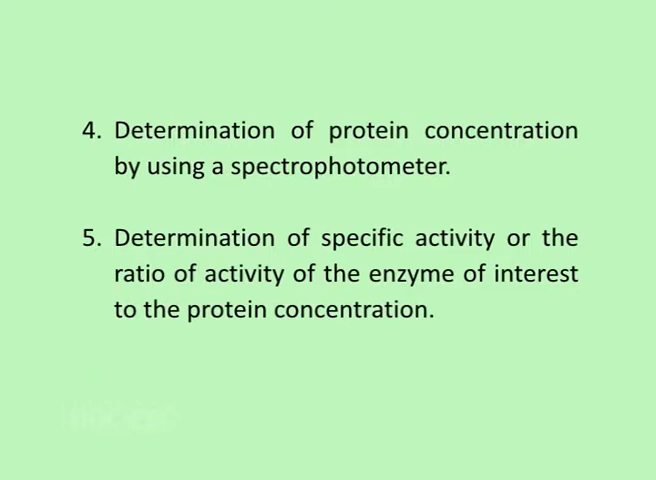 4. Determination of protein concentration
by using a spectrophotometer.
5. Determination of specific activity or the
ratio of activity of the enzyme of interest
to the protein concentration.